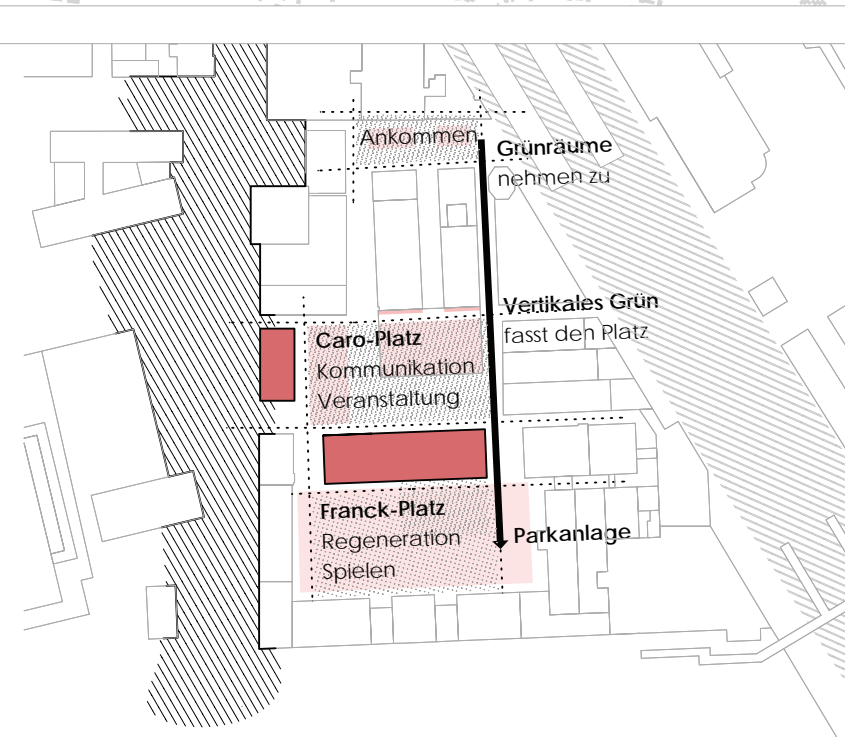 Ankommen
Grünräume
nehmen zu
Vertikales Grün
fasst den Platz
Caro-Platz
Kommunikation
Veranstaltung
Franck-Platz
Regeneration
Spielen
Parkanlage